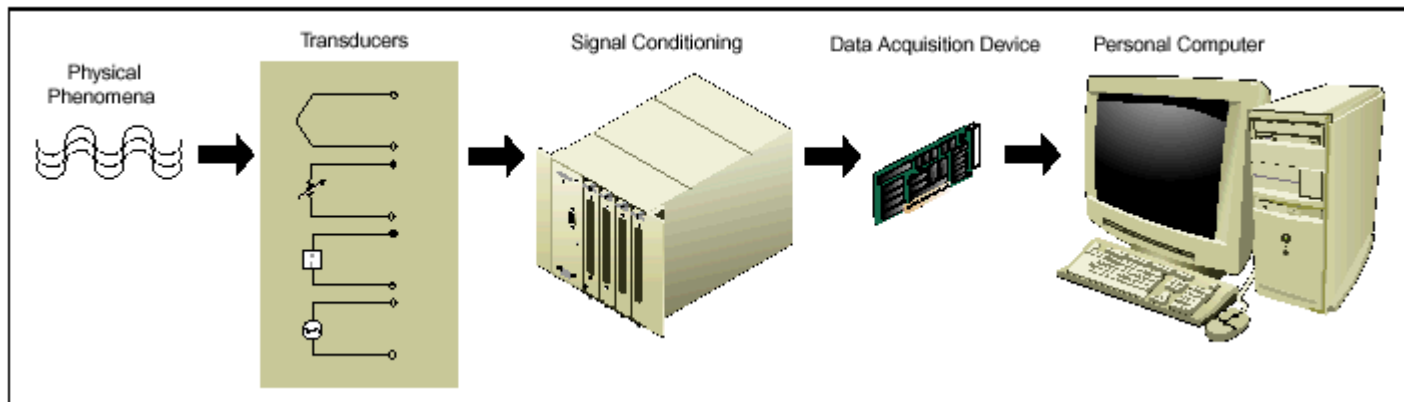 Physical
Phenomena
Transducers
Signal Conditioning
Data Acquisition Device
Personal Computer